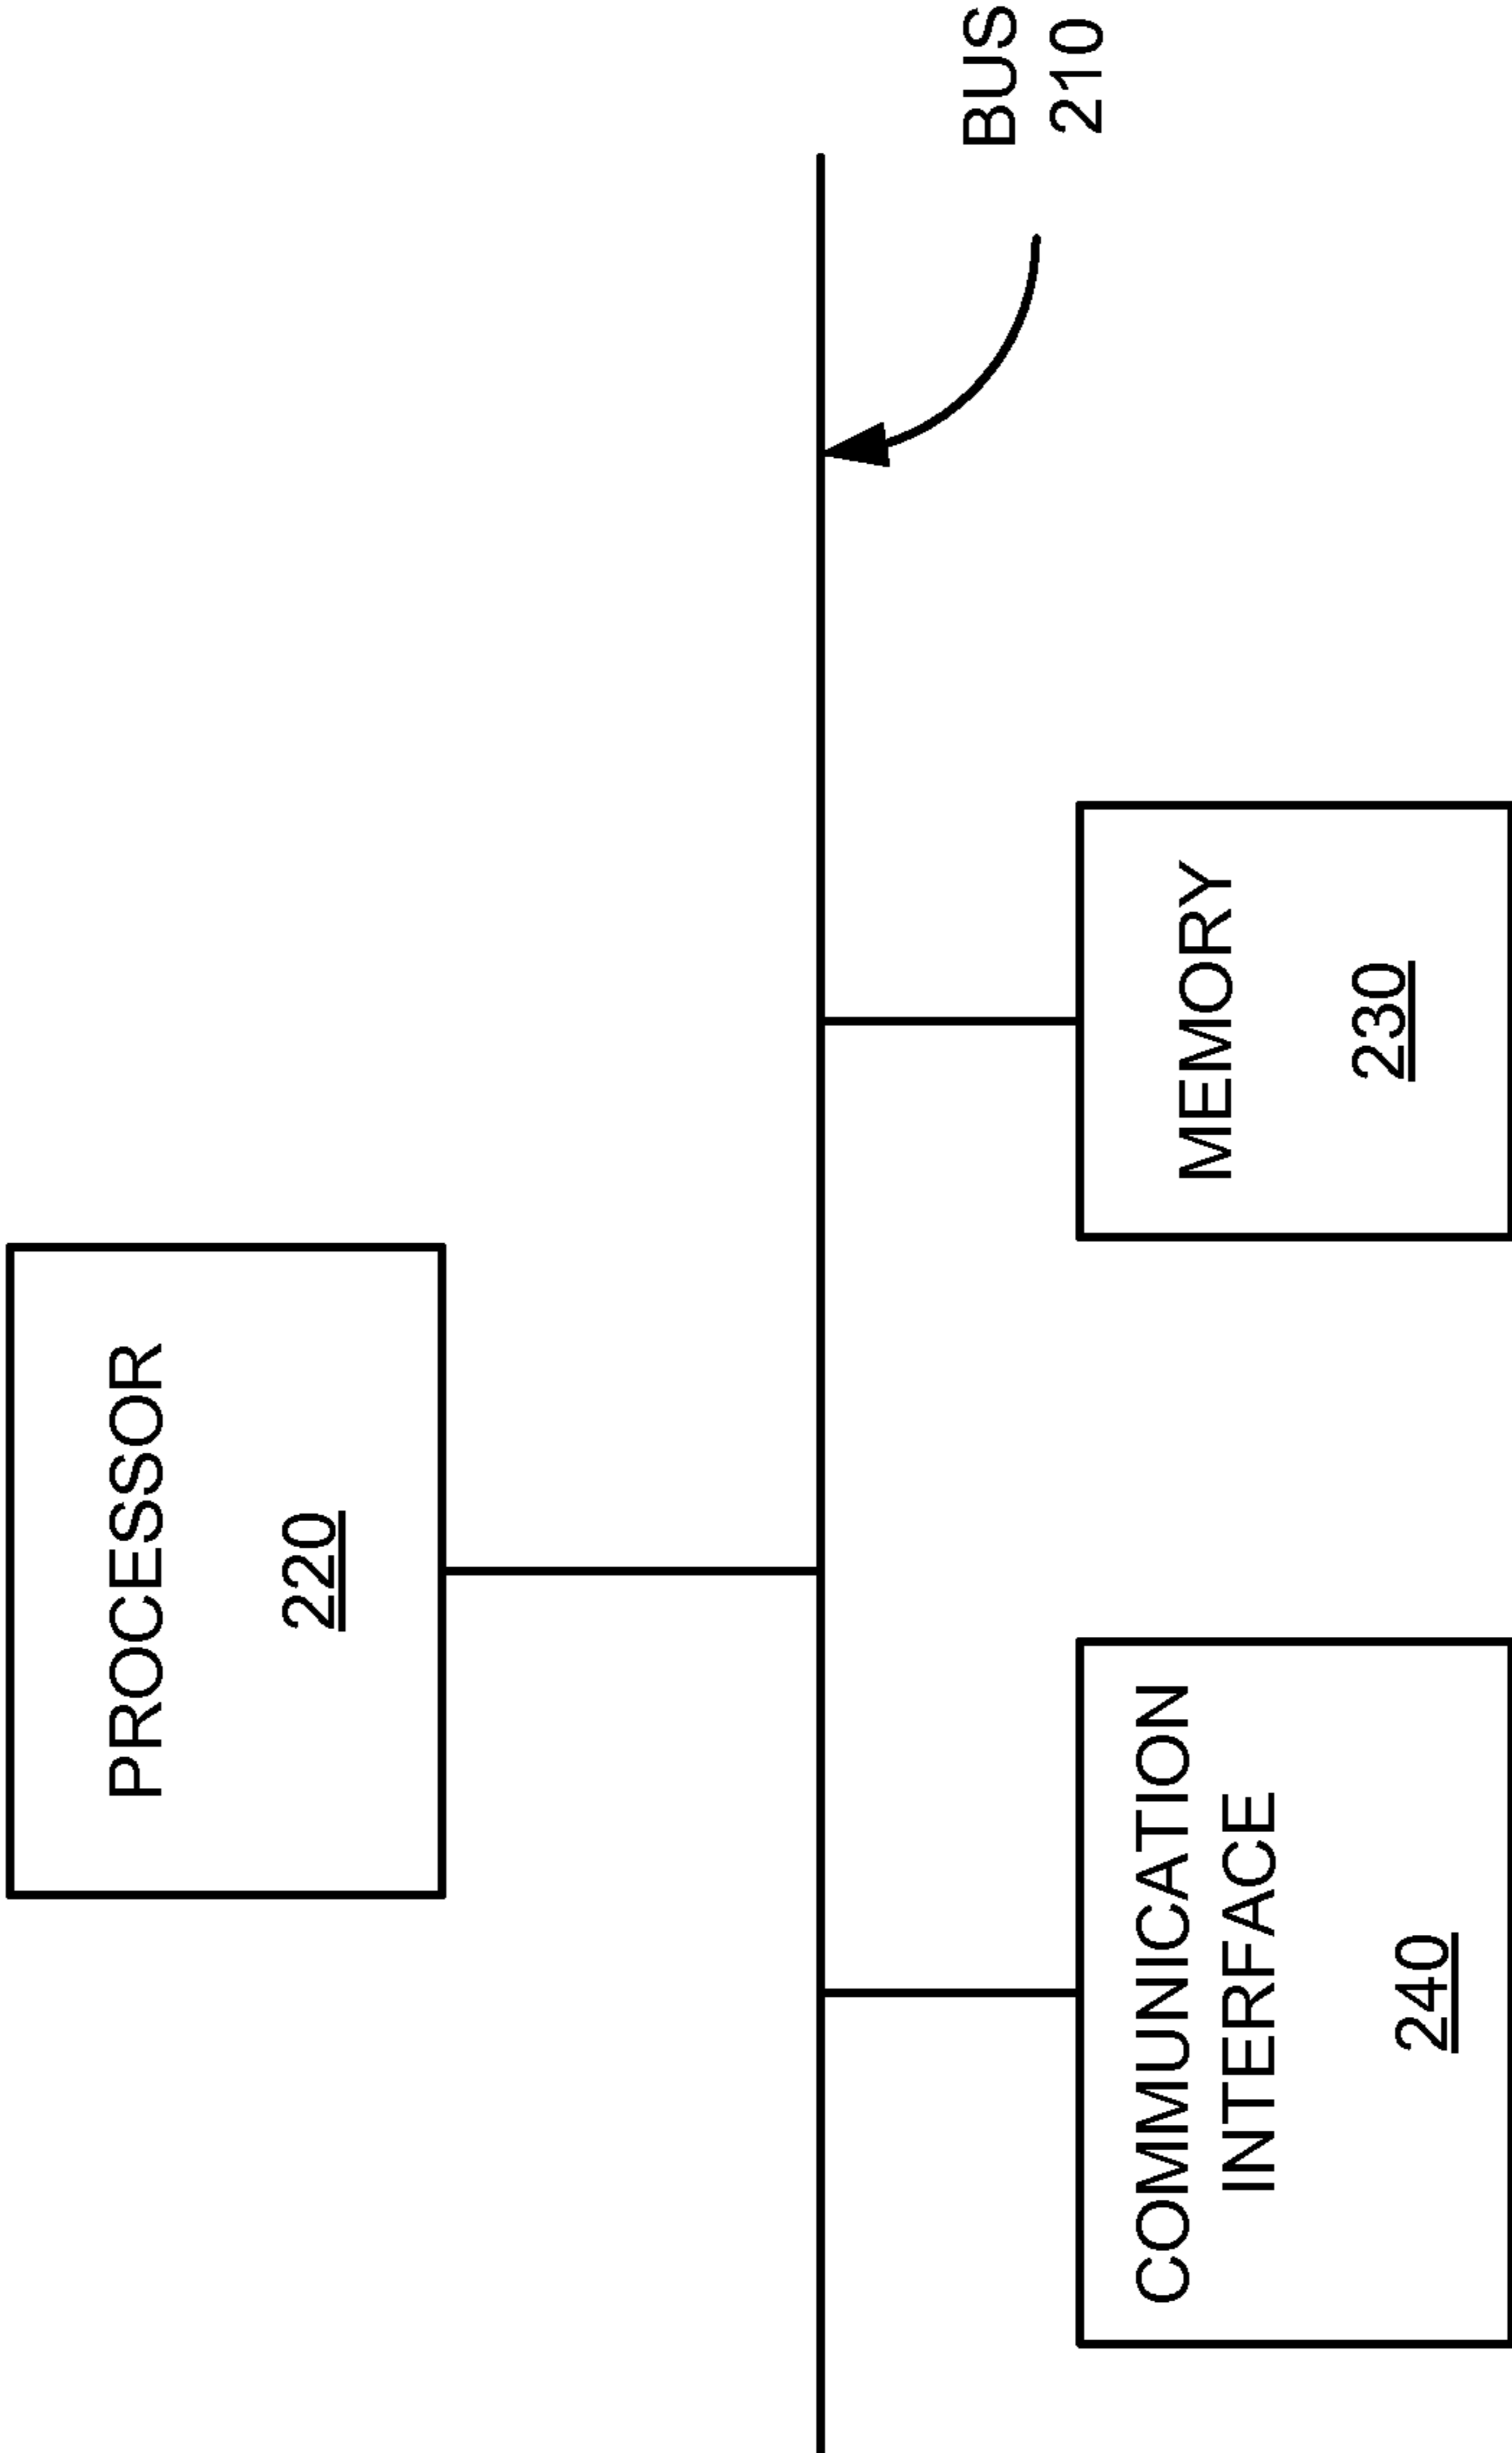 PROCESSOR
220
BUS
210
COMMUNICATION
INTERFACE
240
MEMORY
230